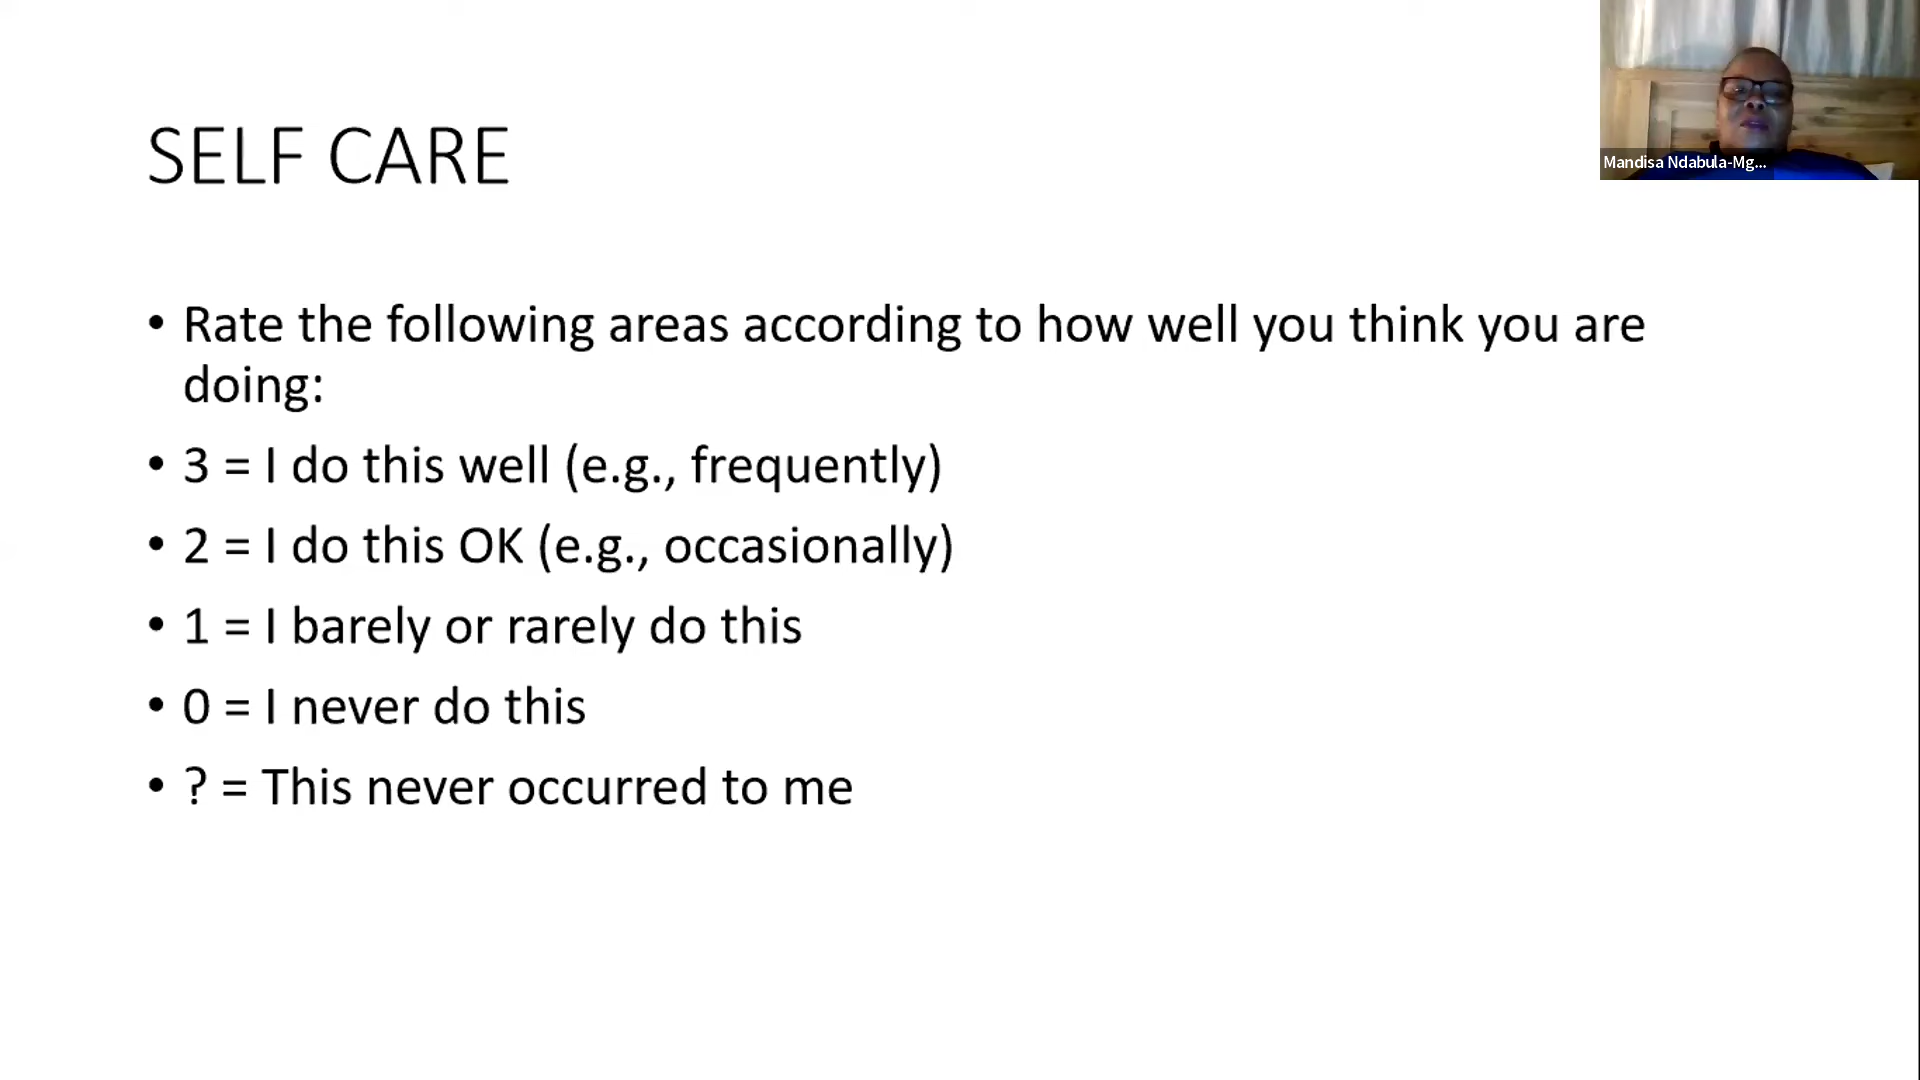 SELF CARE
Mandisa Ndabula-Mg...
• Rate the following areas according to how well you think you are
doing:
• 3 = I do this well (e.g., frequently)
• 2 = I do this OK (e.g., occasionally)
• 1 = I barely or rarely do this
• 0 = I never do this
• ? = This never occurred to me